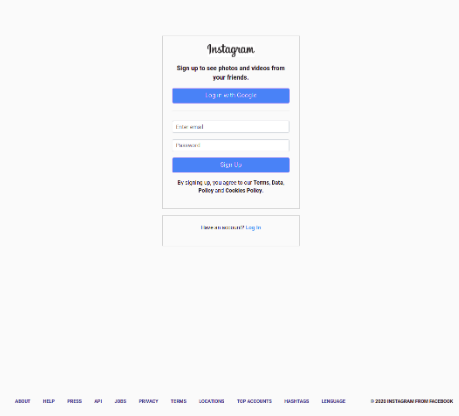 Instagram
Sign up to see photos and videos from
your friends.
Log in with Google
Enter email
Password
Sign Up
By signing up, you agree to our Terms, Data
Policy and Cookies Policy.
Have an account? Log In
ABOUT HELP PRESS API JOBS PRIVACY TERMS LOCATIONS TOP ACCOUNTS HASHTAGS LANGUAGE © 2020 INSTAGRAM FROM FACEBOOK